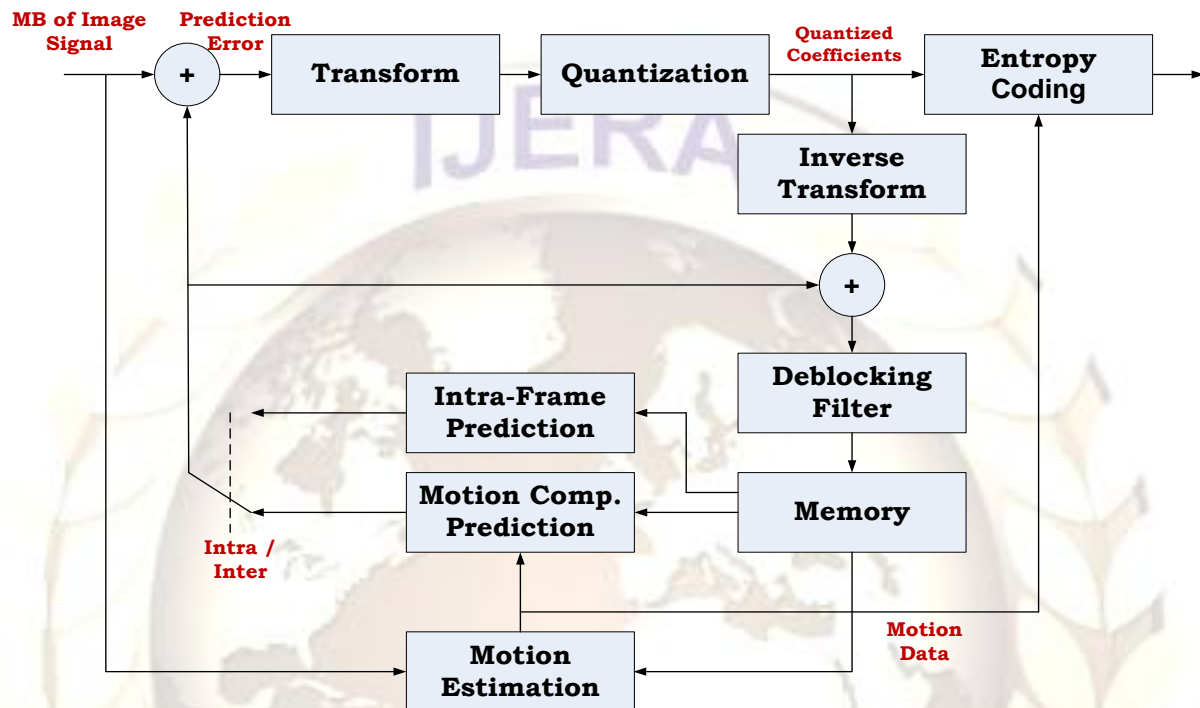 MB of Image
Signal
Prediction
Error
+
Transform
Quantization
Quantized
Coefficients
Entropy
Coding
IJERA
Inverse
Transform
+
Deblocking
Filter
Intra-Frame
Prediction
Motion Comp.
Prediction
Memory
Intra /
Inter
Motion
Data
Motion
Estimation